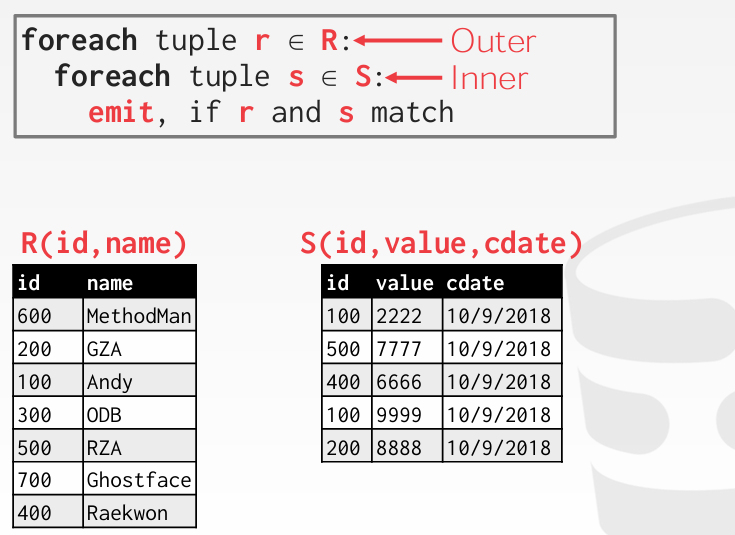 foreach tuple r ∈ R: Outer
foreach tuple s ∈ S: Inner
emit, if r and s match
R(id,name)
id name
600 MethodMan
200 GZA
100 Andy
300 ODB
500 RZA
700 Ghostface
400 Raekwon
S(id,value,cdate)
id value cdate
100 2222 10/9/2018
500 7777 10/9/2018
400 6666 10/9/2018
100 9999 10/9/2018
200 8888 10/9/2018